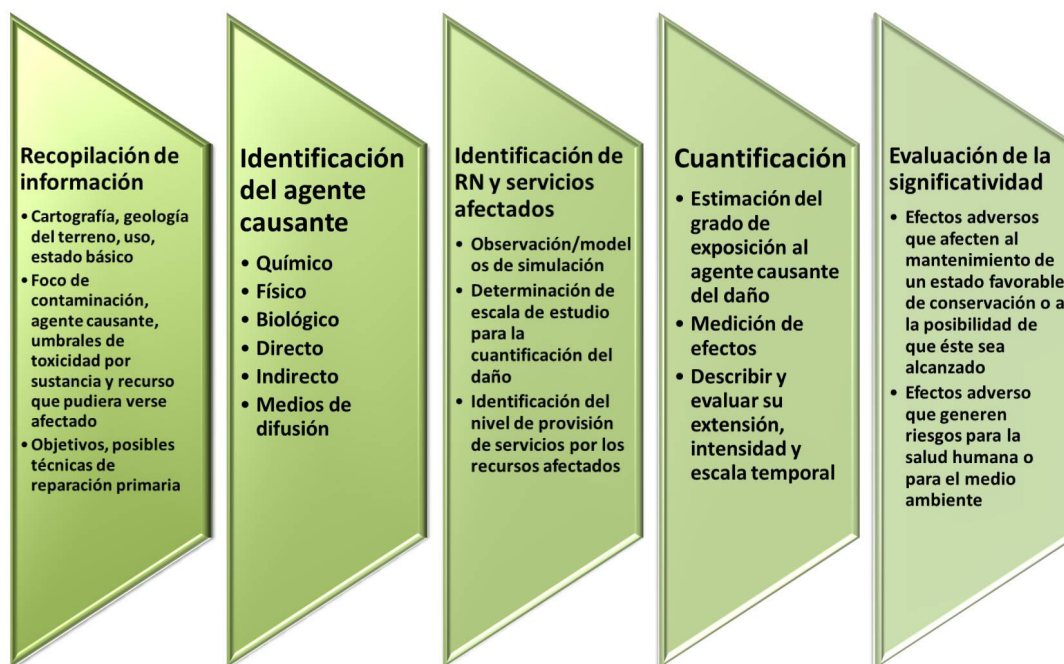 Recopilación de
información
• Cartografía, geología
del terreno, uso,
estado básico
• Foco de
contaminación,
agente causante,
umbrales de
toxicidad por
sustancia y recurso
que pudiera verse
afectado
• Objetivos, posibles
técnicas de
reparación primaria
Identificación
del agente
causante
• Químico
• Físico
• Biológico
• Directo
• Indirecto
• Medios de
difusión
Identificación de
RN y servicios
afectados
• Observación/model
os de simulación
• Determinación de
escala de estudio
para la
cuantificación del
daño
• Identificación del
nivel de provisión
de servicios por los
recursos afectados
Cuantificación
• Estimación del
grado de
exposición al
agente causante
del daño
• Medición de
efectos
• Describir y
evaluar su
extensión,
intensidad y
escala temporal
Evaluación de la
significatividad
• Efectos adversos
que afecten al
mantenimiento de
un estado favorable
de conservación o a
la posibilidad de
que éste sea
alcanzado
• Efectos adverso
que generen
riesgos para la
salud humana o
para el medio
ambiente